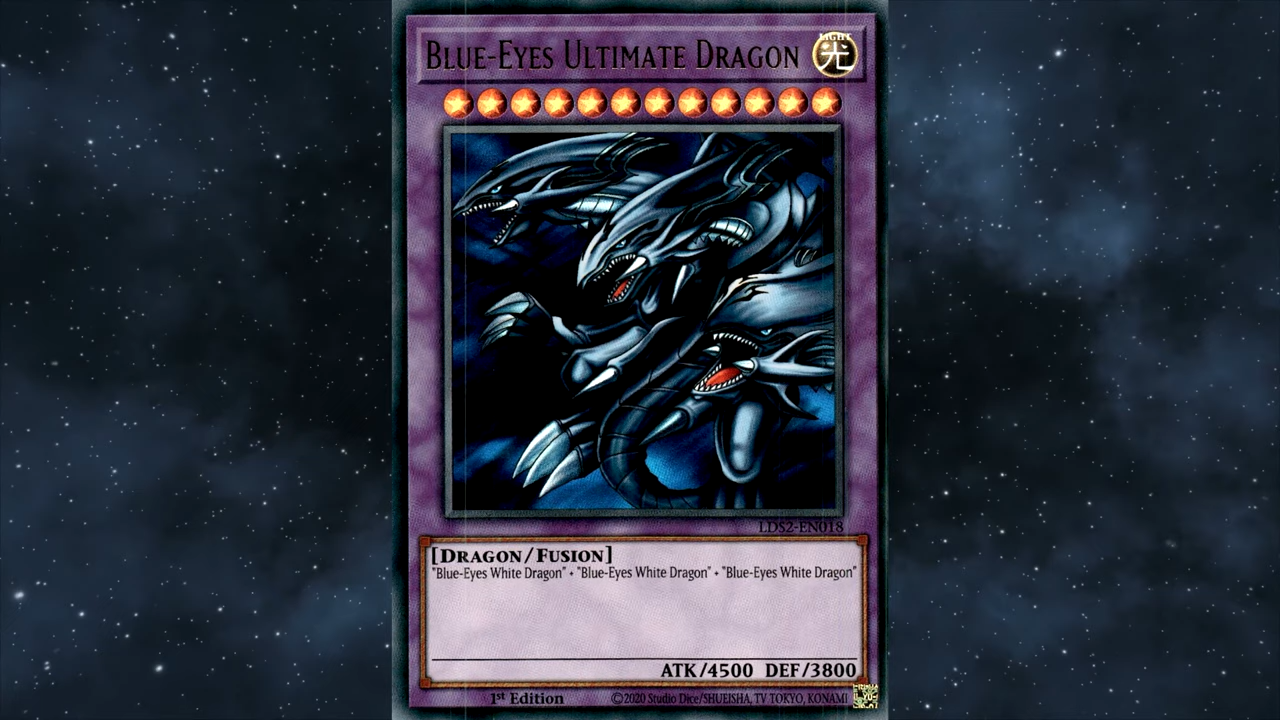 Blue-Eyes Ultimate Dragon
LIGHT
光
LDS2-EN018
[Dragon/Fusion]
"Blue-Eyes White Dragon" + "Blue-Eyes White Dragon" + "Blue-Eyes White Dragon"
ATK/4500 DEF/3800
1st Edition ©2020 Studio Dice/SHUEISHA, TV TOKYO, KONAMI